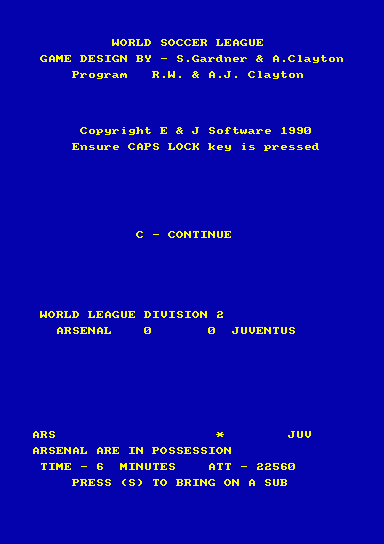 WORLD SOCCER LEAGUE
GAME DESIGN BY - S.Gardner & A.Clayton
Program R.W. & A.J. Clayton
Copyright E & J Software 1990
Ensure CAPS LOCK key is pressed
C - CONTINUE
WORLD LEAGUE DIVISION 2
ARSENAL 0 0 JUVENTUS
ARS * JUV
ARSENAL ARE IN POSSESSION
TIME - 6 MINUTES ATT - 22560
PRESS (S) TO BRING ON A SUB